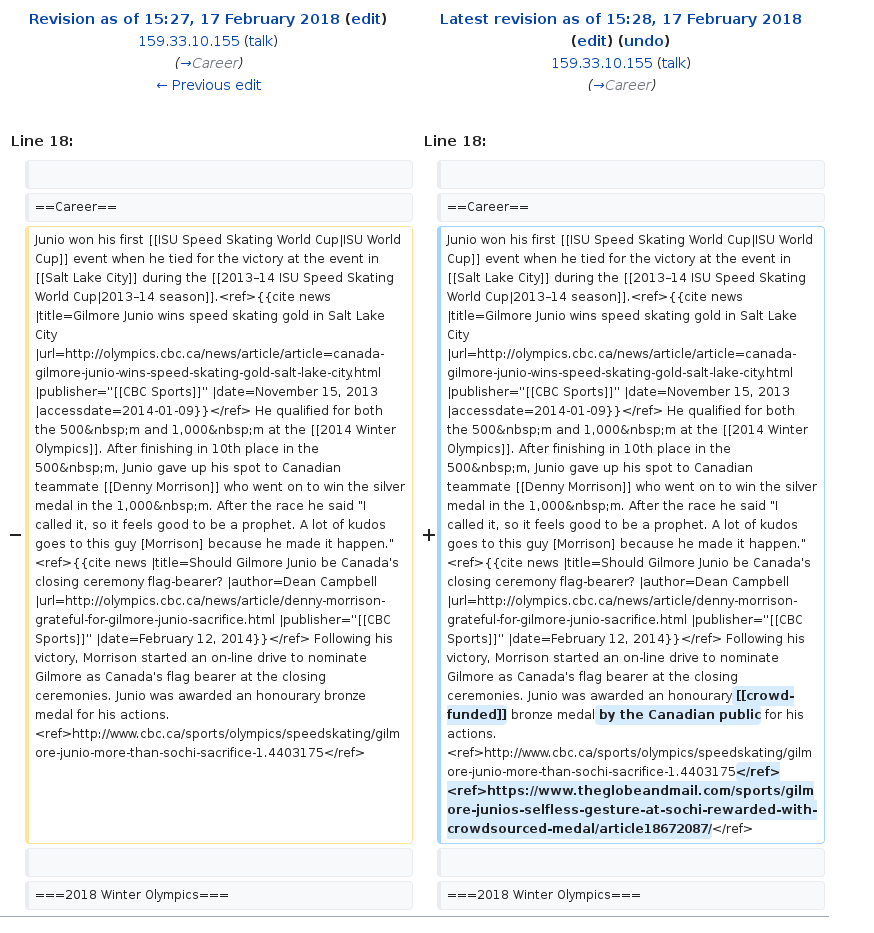 Revision as of 15:27, 17 February 2018 (edit)
159.33.10.155 (talk)
(→Career)
← Previous edit
Latest revision as of 15:28, 17 February 2018
(edit) (undo)
159.33.10.155 (talk)
(→Career)
Line 18:
Line 18:
==Career==
==Career==
−
Junio won his first [[ISU Speed Skating World Cup|ISU World
Cup]] event when he tied for the victory at the event in
[[Salt Lake City]] during the [[2013–14 ISU Speed Skating
World Cup|2013–14 season]].<ref>{{cite news
|title=Gilmore Junio wins speed skating gold in Salt Lake
City
|url=http://olympics.cbc.ca/news/article/article=canada-
gilmore-junio-wins-speed-skating-gold-salt-lake-city.html
|publisher=''[[CBC Sports]]'' |date=November 15, 2013
|accessdate=2014-01-09}}</ref> He qualified for both
the 500&nbsp;m and 1,000&nbsp;m at the [[2014 Winter
Olympics]]. After finishing in 10th place in the
500&nbsp;m, Junio gave up his spot to Canadian
teammate [[Denny Morrison]] who went on to win the silver
medal in the 1,000&nbsp;m. After the race he said "I
called it, so it feels good to be a prophet. A lot of kudos
goes to this guy [Morrison] because he made it happen."
<ref>{{cite news |title=Should Gilmore Junio be Canada's
closing ceremony flag-bearer? |author=Dean Campbell
|url=http://olympics.cbc.ca/news/article/denny-morrison-
grateful-for-gilmore-junio-sacrifice.html |publisher=''[[CBC
Sports]]'' |date=February 12, 2014}}</ref> Following his
victory, Morrison started an on-line drive to nominate
Gilmore as Canada's flag bearer at the closing
ceremonies. Junio was awarded an honourary bronze
medal for his actions.
<ref>http://www.cbc.ca/sports/olympics/speedskating/gilm
ore-junio-more-than-sochi-sacrifice-1.4403175</ref>
+
Junio won his first [[ISU Speed Skating World Cup|ISU World
Cup]] event when he tied for the victory at the event in
[[Salt Lake City]] during the [[2013–14 ISU Speed Skating
World Cup|2013–14 season]].<ref>{{cite news
|title=Gilmore Junio wins speed skating gold in Salt Lake
City
|url=http://olympics.cbc.ca/news/article/article=canada-
gilmore-junio-wins-speed-skating-gold-salt-lake-city.html
|publisher=''[[CBC Sports]]'' |date=November 15, 2013
|accessdate=2014-01-09}}</ref> He qualified for both
the 500&nbsp;m and 1,000&nbsp;m at the [[2014 Winter
Olympics]]. After finishing in 10th place in the
500&nbsp;m, Junio gave up his spot to Canadian
teammate [[Denny Morrison]] who went on to win the silver
medal in the 1,000&nbsp;m. After the race he said "I
called it, so it feels good to be a prophet. A lot of kudos
goes to this guy [Morrison] because he made it happen."
<ref>{{cite news |title=Should Gilmore Junio be Canada's
closing ceremony flag-bearer? |author=Dean Campbell
|url=http://olympics.cbc.ca/news/article/denny-morrison-
grateful-for-gilmore-junio-sacrifice.html |publisher=''[[CBC
Sports]]'' |date=February 12, 2014}}</ref> Following his
victory, Morrison started an on-line drive to nominate
Gilmore as Canada's flag bearer at the closing
ceremonies. Junio was awarded an honourary [[crowd-
funded]] bronze medal by the Canadian public for his
actions.
<ref>http://www.cbc.ca/sports/olympics/speedskating/gilm
ore-junio-more-than-sochi-sacrifice-1.4403175</ref>
<ref>https://www.theglobeandmail.com/sports/gilm
ore-junios-selfless-gesture-at-sochi-rewarded-with-
crowdsourced-medal/article18672087/</ref>
===2018 Winter Olympics===
===2018 Winter Olympics===